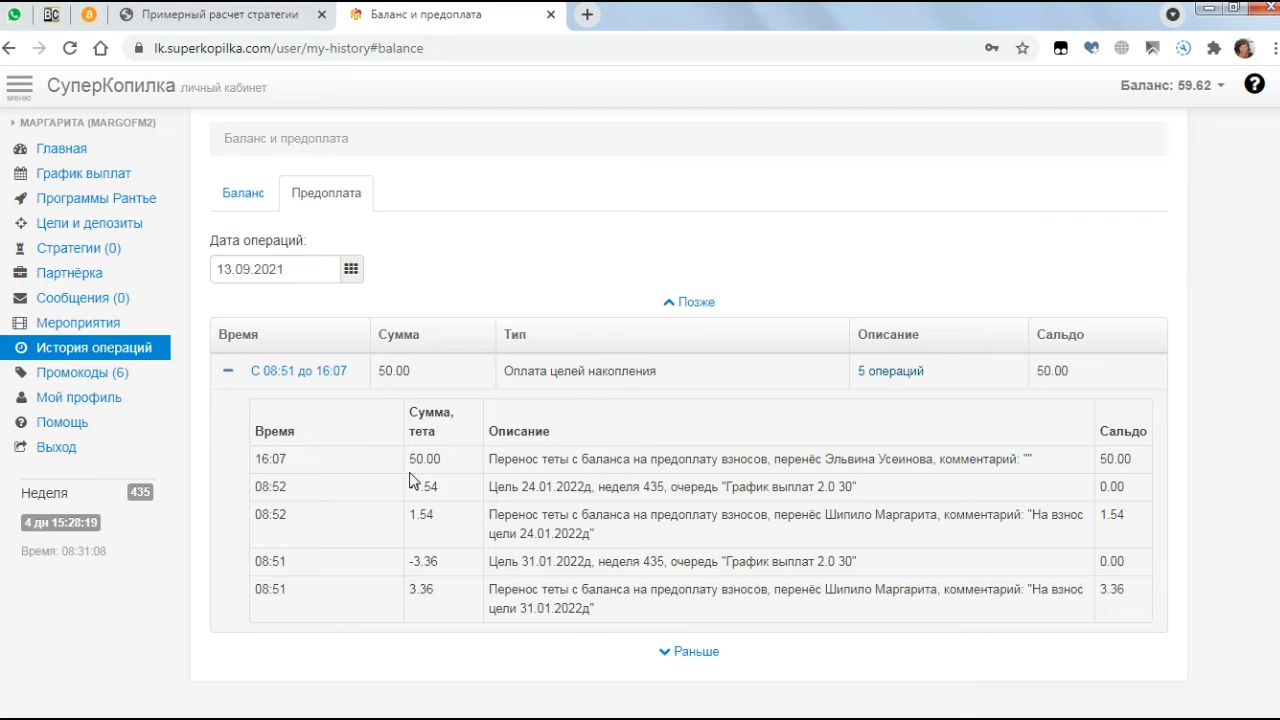 BC
Примерный расчет стратегии
Баланс и предоплата
lk.superkopilka.com/user/my-history#balance
меню
СуперКопилка личный кабинет
Баланс: 59.62
МАРГАРИТА (MARGOFM2)
Главная
График выплат
Программы Рантье
Цели и депозиты
Стратегии (0)
Партнёрка
Сообщения (0)
Мероприятия
История операций
Промокоды (6)
Мой профиль
Помощь
Выход
Неделя 435
4 дн 15:28:19
Время: 08:31:08
Баланс и предоплата
Баланс Предоплата
Дата операций:
13.09.2021
Позже
Время Сумма Тип Описание Сальдо
С 08:51 до 16:07 50.00 Оплата целей накопления 5 операций 50.00
Время Сумма, тета Описание Сальдо
16:07 50.00 Перенос теты с баланса на предоплату взносов, перенёс Эльвина Усеинова, комментарий: "" 50.00
08:52 .54 Цель 24.01.2022д, неделя 435, очередь "График выплат 2.0 30" 0.00
08:52 1.54 Перенос теты с баланса на предоплату взносов, перенёс Шипило Маргарита, комментарий: "На взнос 1.54
цели 24.01.2022д"
08:51 -3.36 Цель 31.01.2022д, неделя 435, очередь "График выплат 2.0 30" 0.00
08:51 3.36 Перенос теты с баланса на предоплату взносов, перенёс Шипило Маргарита, комментарий: "На взнос 3.36
цели 31.01.2022д"
Раньше